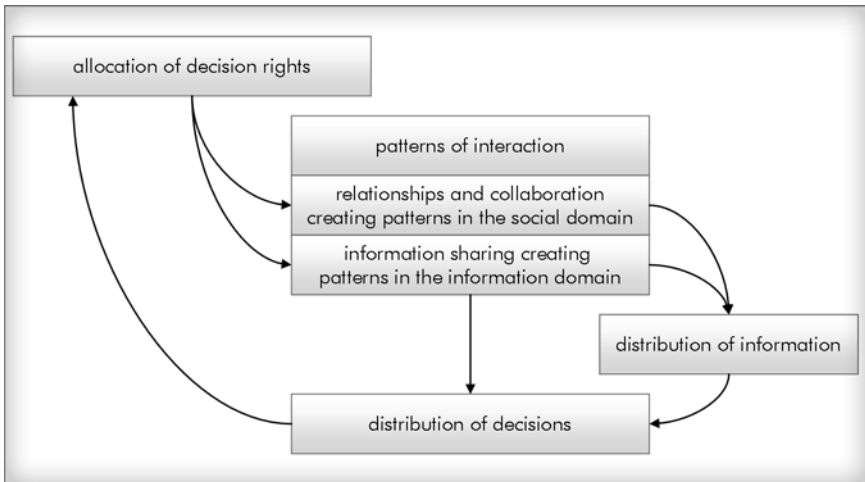 allocation of decision rights
patterns of interaction
relationships and collaboration
creating patterns in the social domain
information sharing creating
patterns in the information domain
distribution of information
distribution of decisions